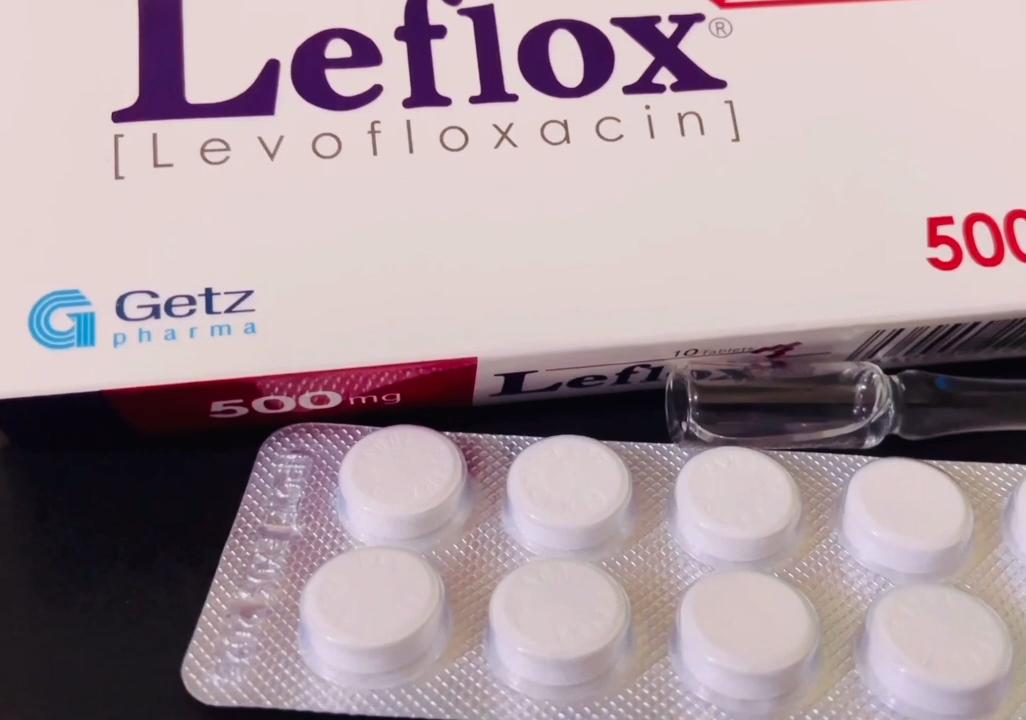 Leflox®
[Levofloxacin]
500
Getz
pharma
10 Tablets
500mg
Leflox